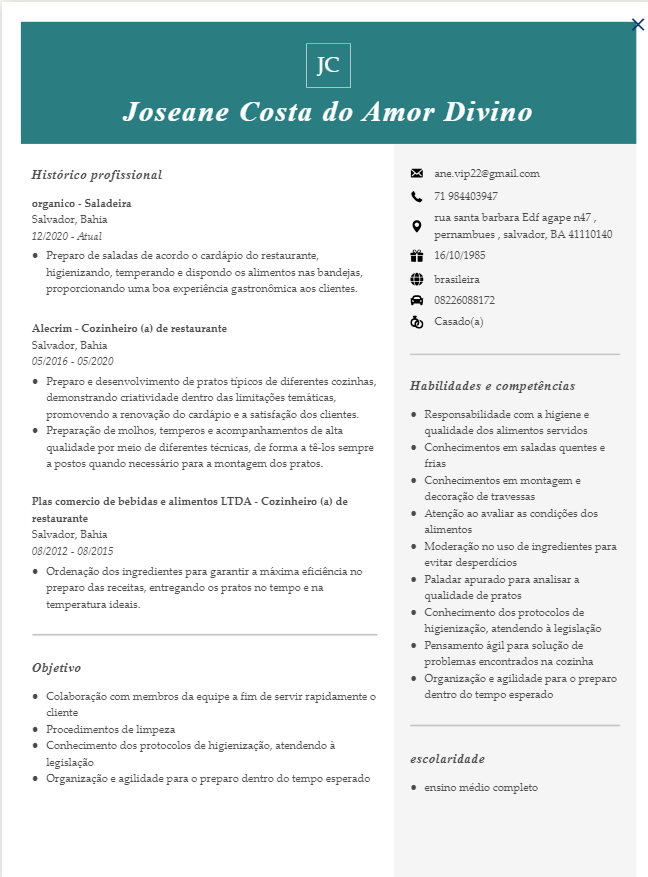 JC
Joseane Costa do Amor Divino
Histórico profissional
organico - Saladeira
Salvador, Bahia
12/2020 - Atual
● Preparo de saladas de acordo o cardápio do restaurante,
higienizando, temperando e dispondo os alimentos nas bandejas,
proporcionando uma boa experiência gastronômica aos clientes.
Alecrim - Cozinheiro (a) de restaurante
Salvador, Bahia
05/2016 - 05/2020
● Preparo e desenvolvimento de pratos típicos de diferentes cozinhas,
demonstrando criatividade dentro das limitações temáticas,
promovendo a renovação do cardápio e a satisfação dos clientes.
● Preparação de molhos, temperos e acompanhamentos de alta
qualidade por meio de diferentes técnicas, de forma a tê-los sempre
a postos quando necessário para a montagem dos pratos.
Plas comercio de bebidas e alimentos LTDA - Cozinheiro (a) de
restaurante
Salvador, Bahia
08/2012 - 08/2015
● Ordenação dos ingredientes para garantir a máxima eficiência no
preparo das receitas, entregando os pratos no tempo e na
temperatura ideais.
Objetivo
● Colaboração com membros da equipe a fim de servir rapidamente o
cliente
● Procedimentos de limpeza
● Conhecimento dos protocolos de higienização, atendendo à
legislação
● Organização e agilidade para o preparo dentro do tempo esperado
ane.vip22@gmail.com
71 984403947
rua santa barbara Edf agape n47 ,
pernambues , salvador, BA 41110140
16/10/1985
brasileira
08226088172
Casado(a)
Habilidades e competências
● Responsabilidade com a higiene e
qualidade dos alimentos servidos
● Conhecimentos em saladas quentes e
frias
● Conhecimentos em montagem e
decoração de travessas
● Atenção ao avaliar as condições dos
alimentos
● Moderação no uso de ingredientes para
evitar desperdícios
● Paladar apurado para analisar a
qualidade de pratos
● Conhecimento dos protocolos de
higienização, atendendo à legislação
● Pensamento ágil para solução de
problemas encontrados na cozinha
● Organização e agilidade para o preparo
dentro do tempo esperado
escolaridade
● ensino médio completo